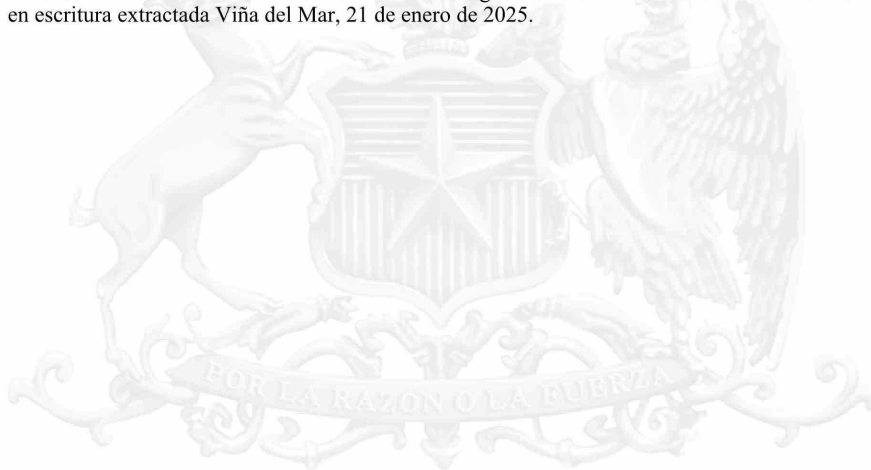 en escritura extractada Viña del Mar, 21 de enero de 2025.
POR LA RAZON O LA FUERZA